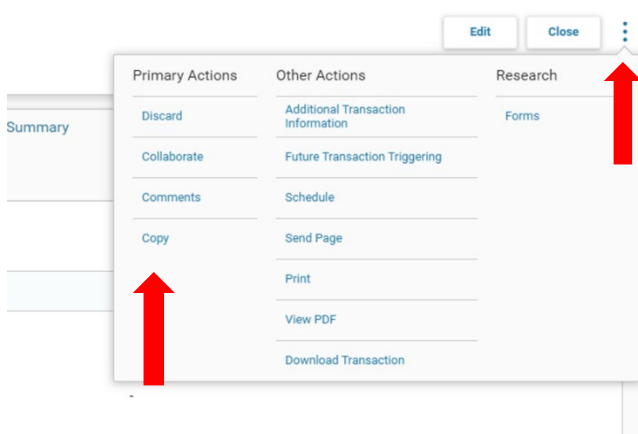 Edit
Close
Primary Actions
Other Actions
Research
Summary
Discard
Collaborate
Comments
Copy
Additional Transaction
Information
Future Transaction Triggering
Schedule
Send Page
Print
View PDF
Download Transaction
Forms
-